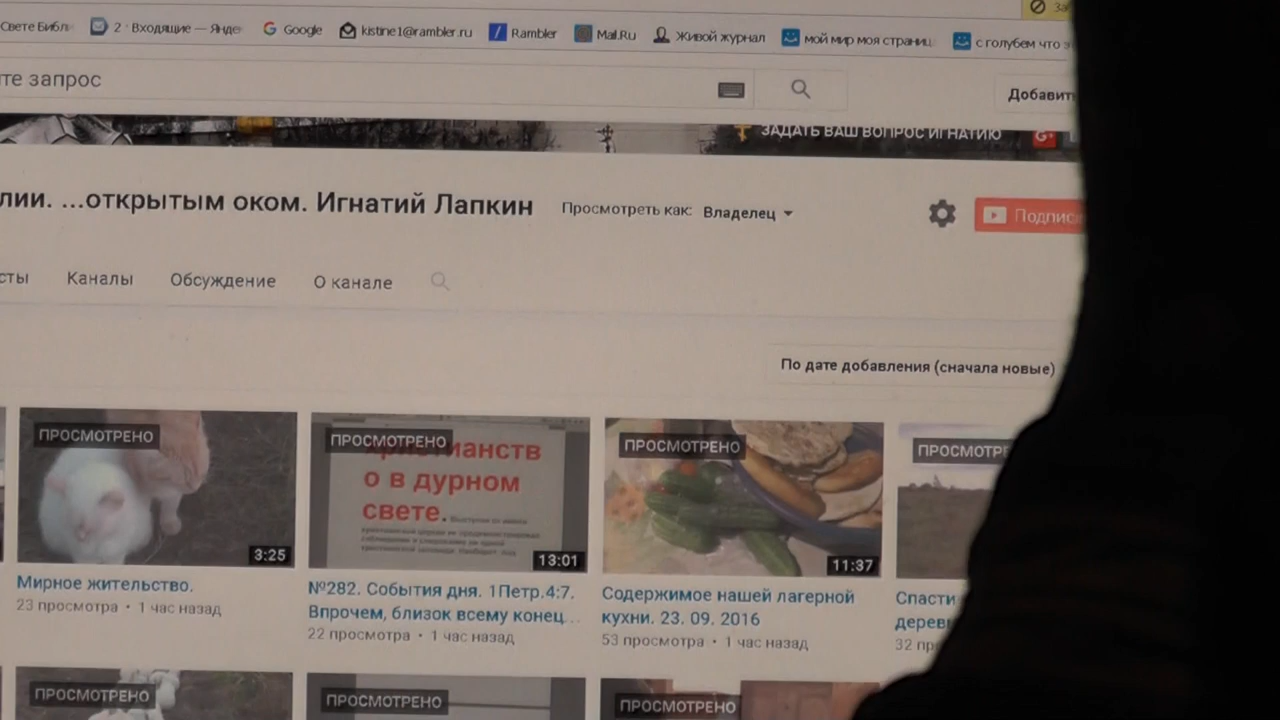 За
Свете Библ
2 · Входящие — Янде
Google
kistine1@rambler.ru
Rambler
Mail.Ru
Живой журнал
мой мир моя страниц
с голубем что э
те запрос
Добавит
ЗАДАТЬ ВАШ ВОПРОС ИГНАТИЮ
G+
лии. ...открытым оком. Игнатий Лапкин
Просмотреть как: Владелец
Подпис
сты
Каналы
Обсуждение
О канале
По дате добавления (сначала новые)
ПРОСМОТРЕНО
3:25
Мирное жительство.
23 просмотра • 1 час назад
ПРОСМОТРЕНО
христианств
о в дурном
свете.
13:01
№282. События дня. 1Петр.4:7.
Впрочем, близок всему конец...
22 просмотра • 1 час назад
ПРОСМОТРЕНО
11:37
Содержимое нашей лагерной
кухни. 23. 09. 2016
53 просмотра • 1 час назад
ПРОСМОТРЕ
Спасти
дерев
32 пр
ПРОСМОТРЕНО
ПРОСМОТРЕНО
ПРОСМОТРЕНО